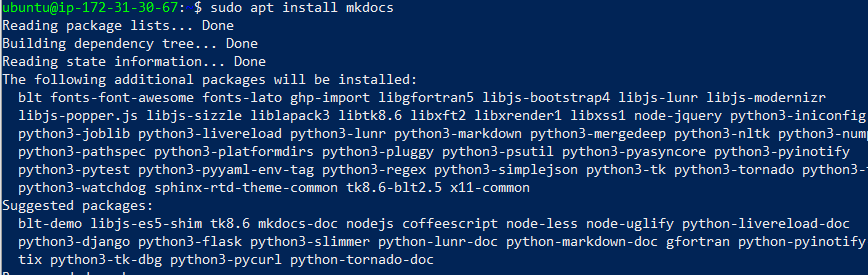 ubuntu@ip-172-31-30-67:~$ sudo apt install mkdocs
Reading package lists... Done
Building dependency tree... Done
Reading state information... Done
The following additional packages will be installed:
blt fonts-font-awesome fonts-lato ghp-import libgfortran5 libjs-bootstrap4 libjs-lunr libjs-modernizr
libjs-popper.js libjs-sizzle liblapack3 libtk8.6 libxft2 libxrender1 libxss1 node-jquery python3-iniconfig
python3-joblib python3-livereload python3-lunr python3-markdown python3-mergedeep python3-nltk python3-num
python3-pathspec python3-platformdirs python3-pluggy python3-psutil python3-pyasyncore python3-pyinotify
python3-pytest python3-pyyaml-env-tag python3-regex python3-simplejson python3-tk python3-tornado python3-
python3-watchdog sphinx-rtd-theme-common tk8.6-blt2.5 x11-common
Suggested packages:
blt-demo libjs-es5-shim tk8.6 mkdocs-doc nodejs coffeescript node-less node-uglify python-livereload-doc
python3-django python3-flask python3-slimmer python-lunr-doc python-markdown-doc gfortran python-pyinotify
tix python3-tk-dbg python3-pycurl python-tornado-doc